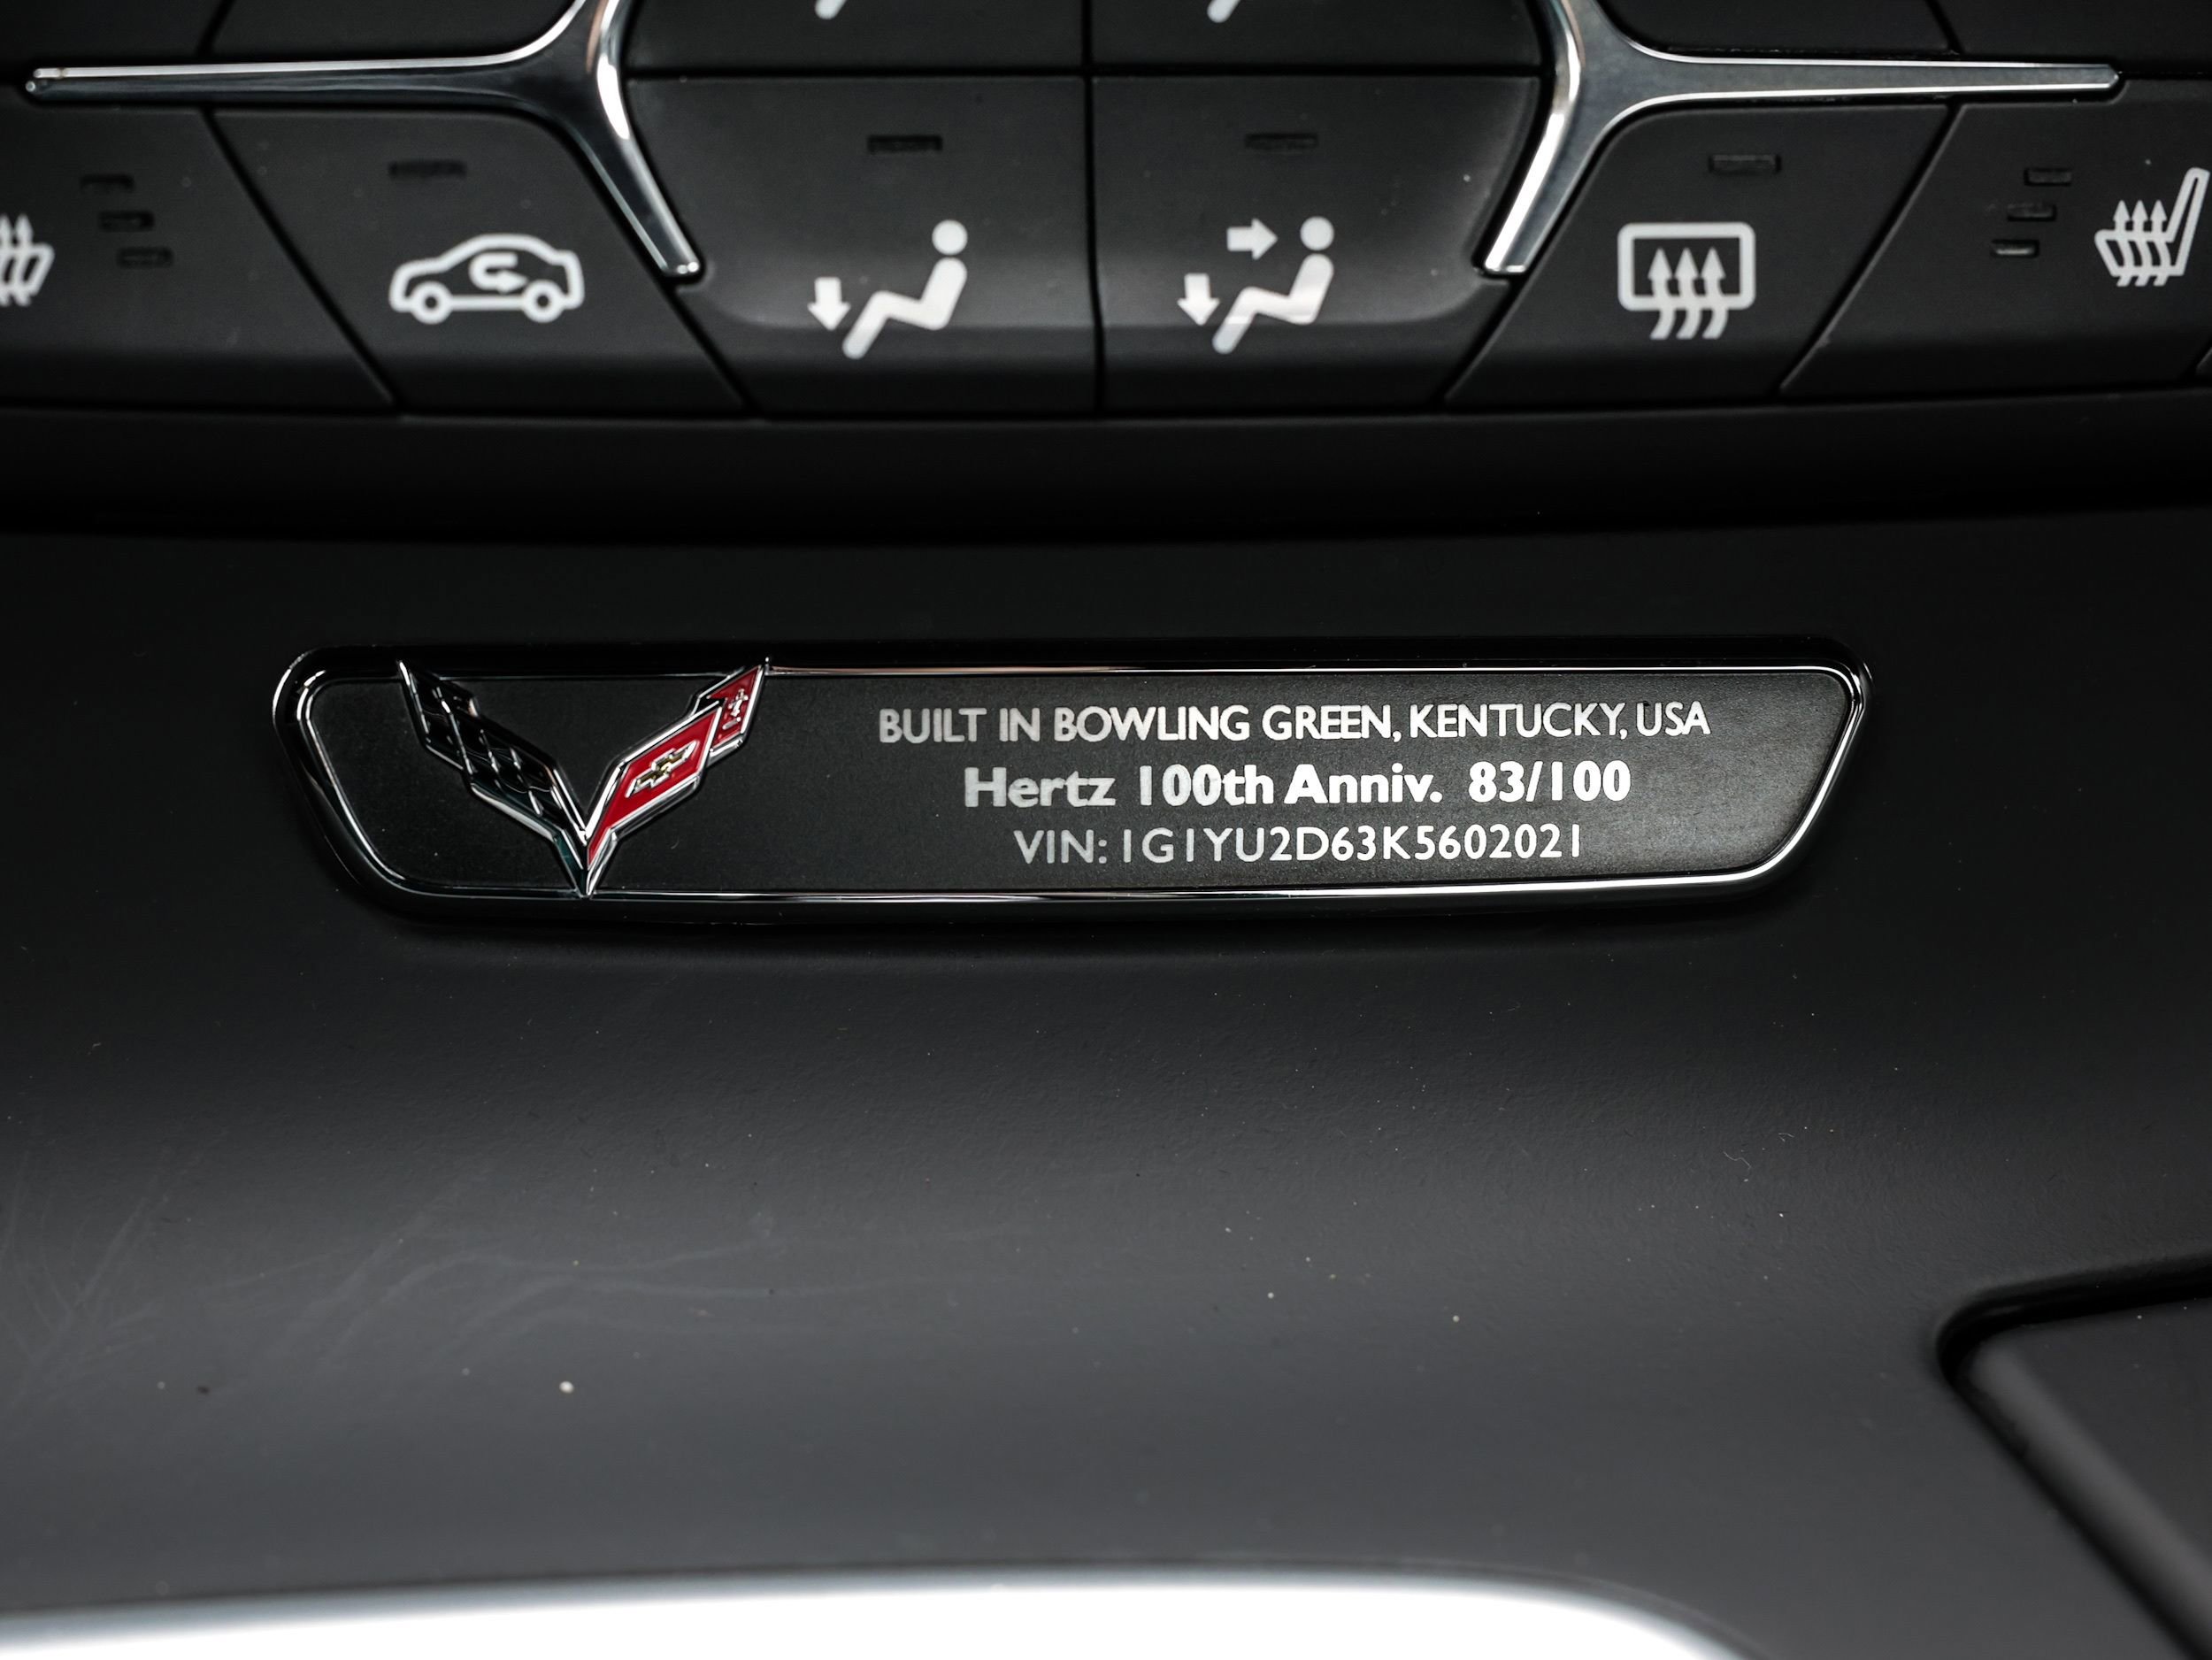 BUILT IN BOWLING GREEN, KENTUCKY, USA
Hertz 100th Anniv. 83/100
VIN: 1G1YU2D63K5602021